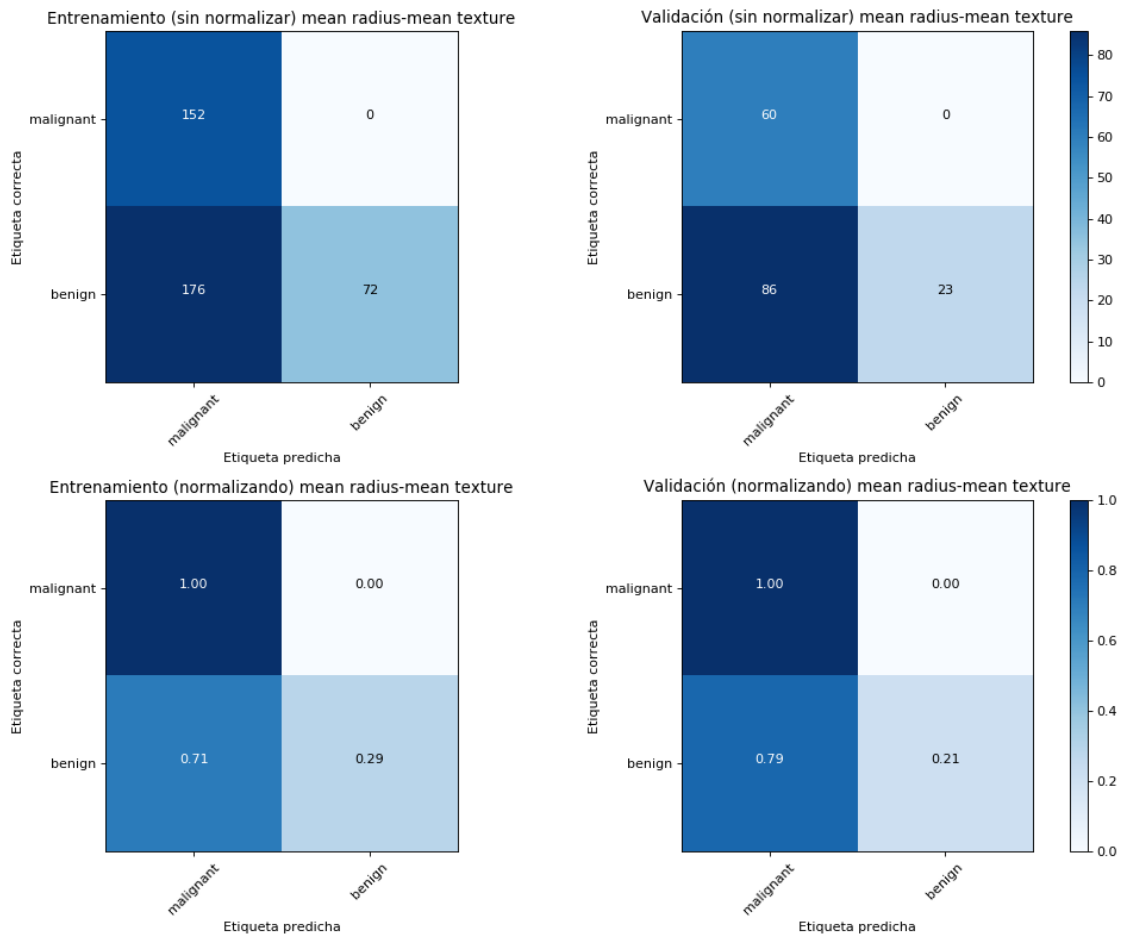 Entrenamiento (sin normalizar) mean radius-mean texture
malignant
152
0
benign
176
72
Etiqueta correcta
malignant
benign
Etiqueta predicha
Validación (sin normalizar) mean radius-mean texture
malignant
60
0
benign
86
23
Etiqueta correcta
malignant
benign
Etiqueta predicha
80
70
60
50
40
30
20
10
0
Entrenamiento (normalizando) mean radius-mean texture
malignant
1.00
0.00
benign
0.71
0.29
Etiqueta correcta
malignant
benign
Etiqueta predicha
Validación (normalizando) mean radius-mean texture
malignant
1.00
0.00
benign
0.79
0.21
Etiqueta correcta
malignant
benign
Etiqueta predicha
1.0
0.8
0.6
0.4
0.2
0.0